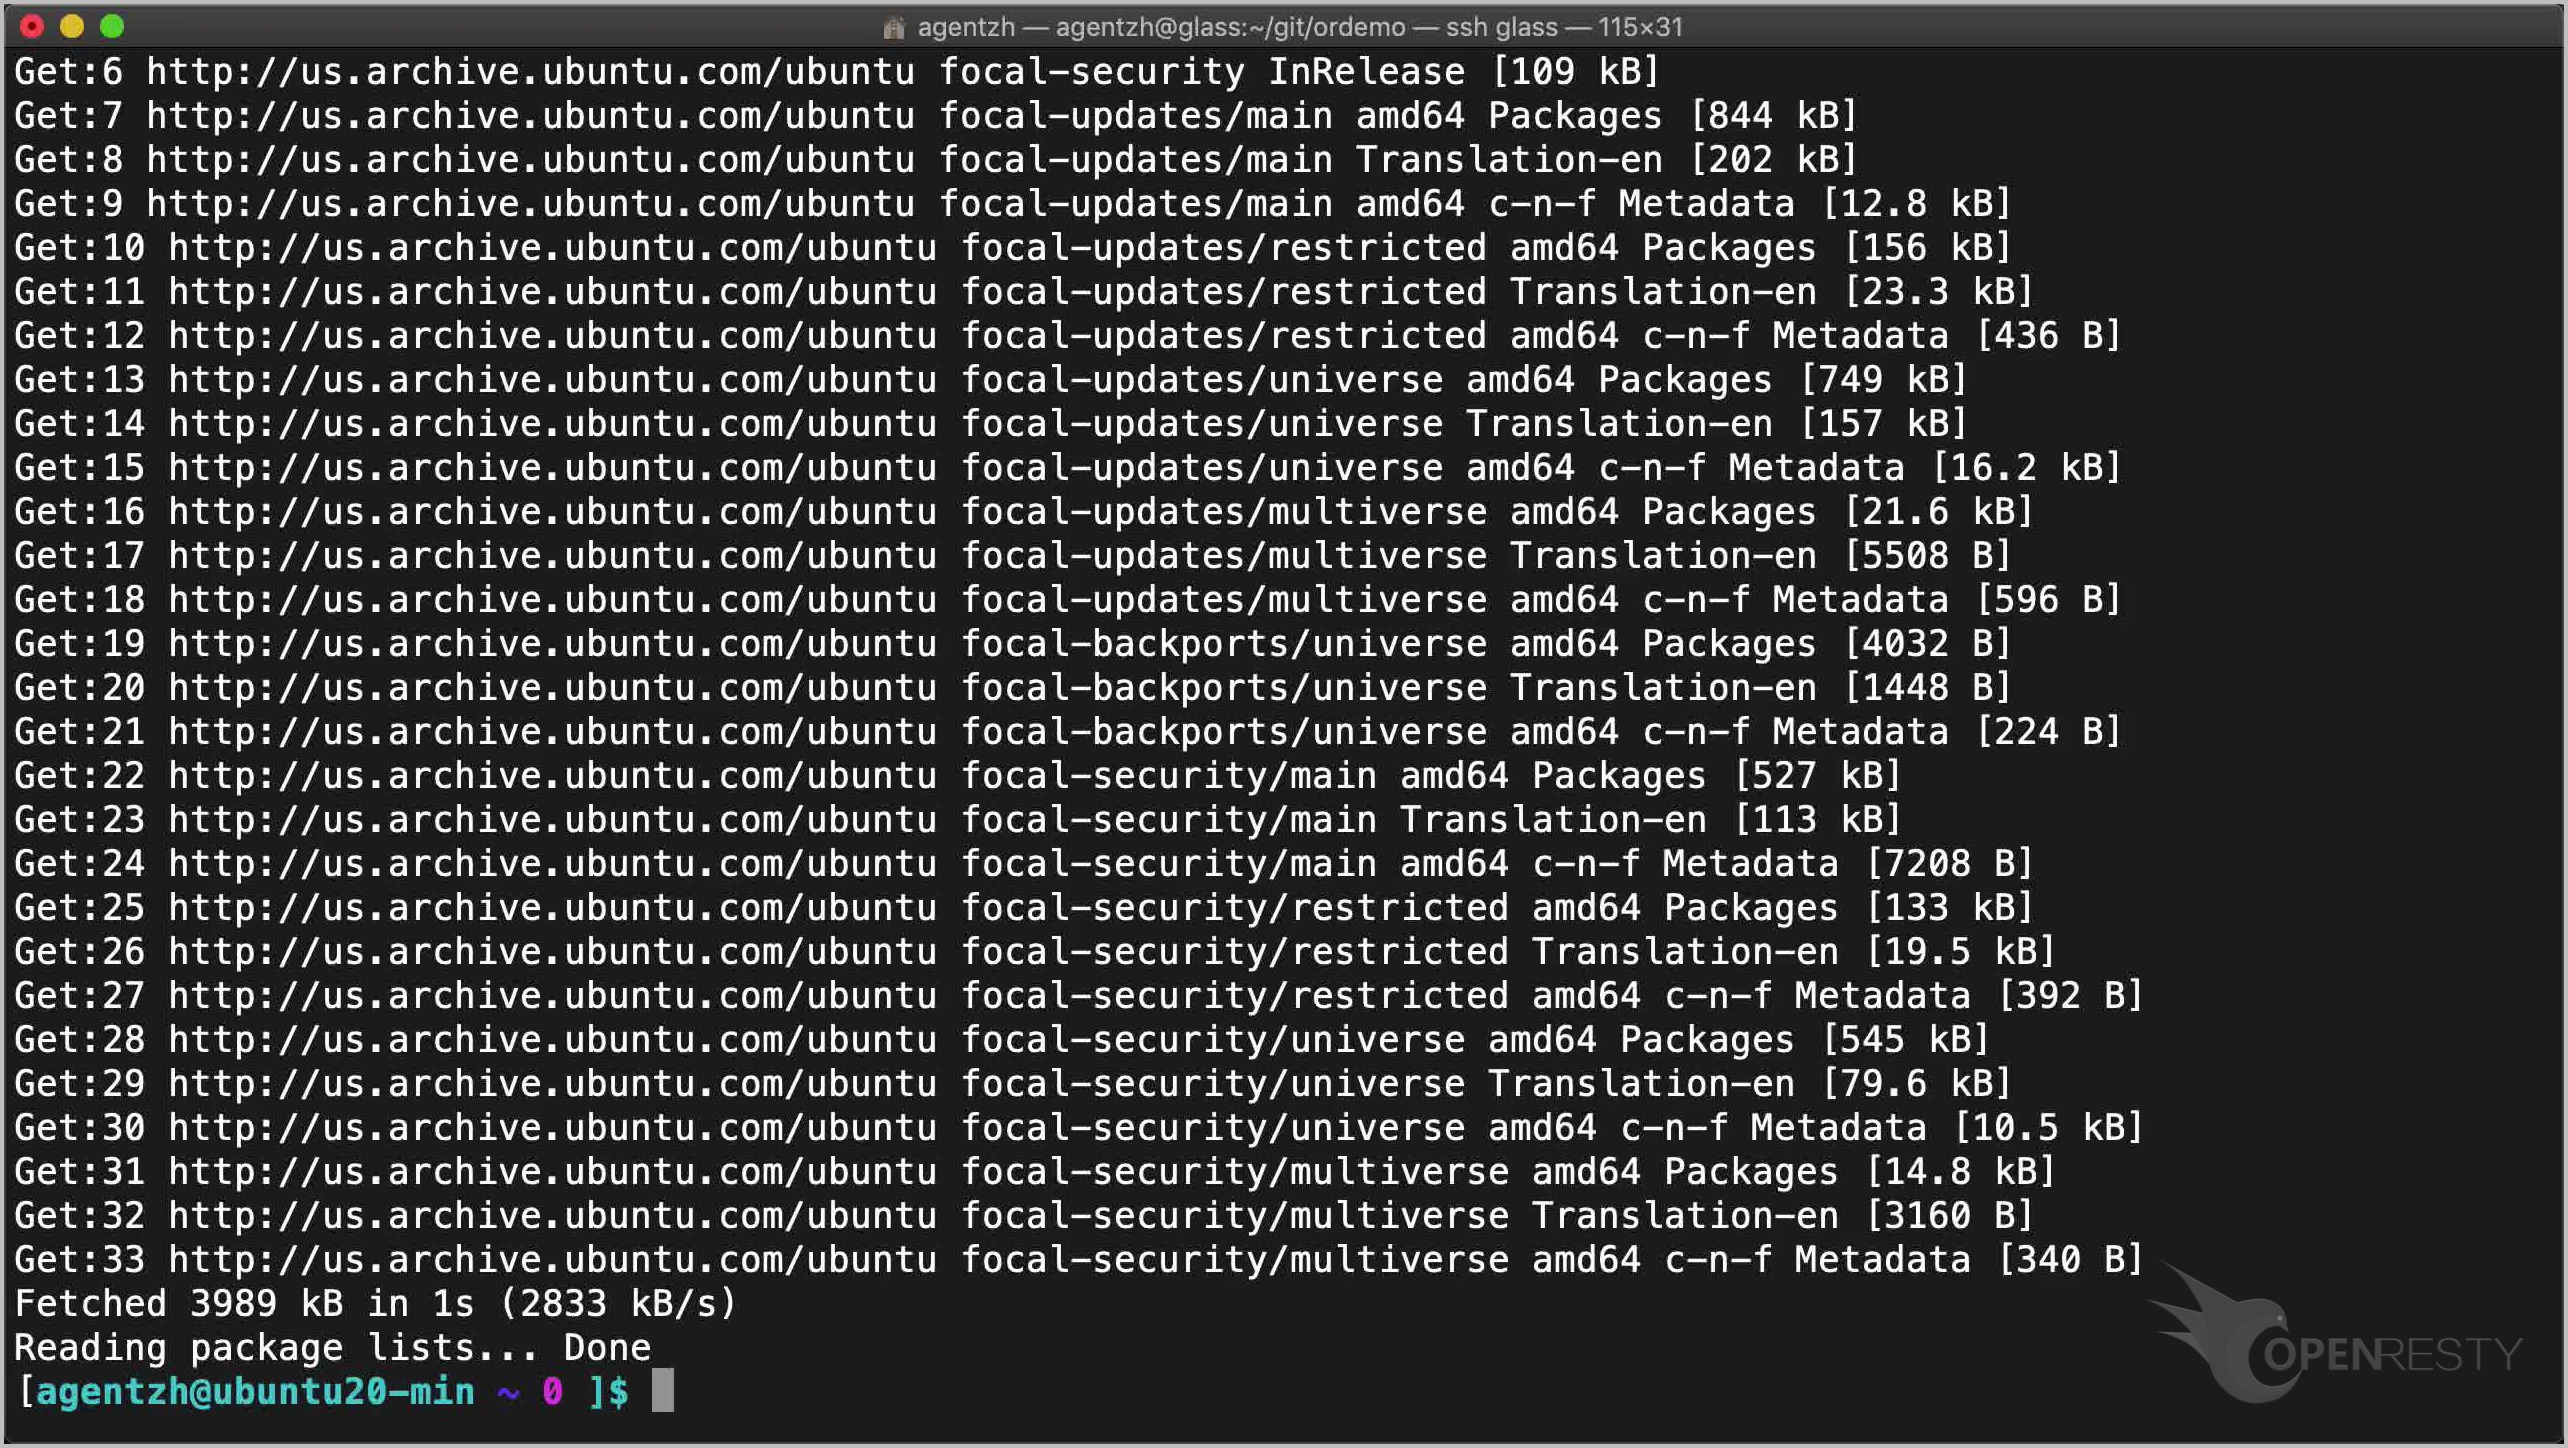 agentzh — agentzh@glass:~/git/ordemo — ssh glass — 115×31
Get:6 http://us.archive.ubuntu.com/ubuntu focal-security InRelease [109 kB]
Get:7 http://us.archive.ubuntu.com/ubuntu focal-updates/main amd64 Packages [844 kB]
Get:8 http://us.archive.ubuntu.com/ubuntu focal-updates/main Translation-en [202 kB]
Get:9 http://us.archive.ubuntu.com/ubuntu focal-updates/main amd64 c-n-f Metadata [12.8 kB]
Get:10 http://us.archive.ubuntu.com/ubuntu focal-updates/restricted amd64 Packages [156 kB]
Get:11 http://us.archive.ubuntu.com/ubuntu focal-updates/restricted Translation-en [23.3 kB]
Get:12 http://us.archive.ubuntu.com/ubuntu focal-updates/restricted amd64 c-n-f Metadata [436 B]
Get:13 http://us.archive.ubuntu.com/ubuntu focal-updates/universe amd64 Packages [749 kB]
Get:14 http://us.archive.ubuntu.com/ubuntu focal-updates/universe Translation-en [157 kB]
Get:15 http://us.archive.ubuntu.com/ubuntu focal-updates/universe amd64 c-n-f Metadata [16.2 kB]
Get:16 http://us.archive.ubuntu.com/ubuntu focal-updates/multiverse amd64 Packages [21.6 kB]
Get:17 http://us.archive.ubuntu.com/ubuntu focal-updates/multiverse Translation-en [5508 B]
Get:18 http://us.archive.ubuntu.com/ubuntu focal-updates/multiverse amd64 c-n-f Metadata [596 B]
Get:19 http://us.archive.ubuntu.com/ubuntu focal-backports/universe amd64 Packages [4032 B]
Get:20 http://us.archive.ubuntu.com/ubuntu focal-backports/universe Translation-en [1448 B]
Get:21 http://us.archive.ubuntu.com/ubuntu focal-backports/universe amd64 c-n-f Metadata [224 B]
Get:22 http://us.archive.ubuntu.com/ubuntu focal-security/main amd64 Packages [527 kB]
Get:23 http://us.archive.ubuntu.com/ubuntu focal-security/main Translation-en [113 kB]
Get:24 http://us.archive.ubuntu.com/ubuntu focal-security/main amd64 c-n-f Metadata [7208 B]
Get:25 http://us.archive.ubuntu.com/ubuntu focal-security/restricted amd64 Packages [133 kB]
Get:26 http://us.archive.ubuntu.com/ubuntu focal-security/restricted Translation-en [19.5 kB]
Get:27 http://us.archive.ubuntu.com/ubuntu focal-security/restricted amd64 c-n-f Metadata [392 B]
Get:28 http://us.archive.ubuntu.com/ubuntu focal-security/universe amd64 Packages [545 kB]
Get:29 http://us.archive.ubuntu.com/ubuntu focal-security/universe Translation-en [79.6 kB]
Get:30 http://us.archive.ubuntu.com/ubuntu focal-security/universe amd64 c-n-f Metadata [10.5 kB]
Get:31 http://us.archive.ubuntu.com/ubuntu focal-security/multiverse amd64 Packages [14.8 kB]
Get:32 http://us.archive.ubuntu.com/ubuntu focal-security/multiverse Translation-en [3160 B]
Get:33 http://us.archive.ubuntu.com/ubuntu focal-security/multiverse amd64 c-n-f Metadata [340 B]
Fetched 3989 kB in 1s (2833 kB/s)
Reading package lists... Done
[agentzh@ubuntu20-min ~ 0 ]$
OPENRESTY